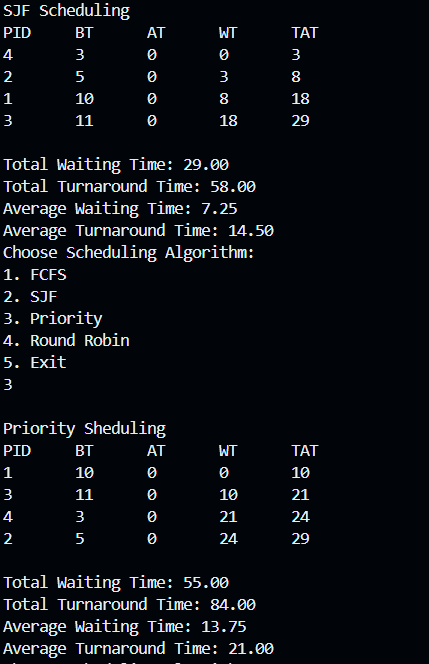 SJF Scheduling
PID BT AT WT TAT
4 3 0 0 3
2 5 0 3 8
1 10 0 8 18
3 11 0 18 29
Total Waiting Time: 29.00
Total Turnaround Time: 58.00
Average Waiting Time: 7.25
Average Turnaround Time: 14.50
Choose Scheduling Algorithm:
1. FCFS
2. SJF
3. Priority
4. Round Robin
5. Exit
3
Priority Sheduling
PID BT AT WT TAT
1 10 0 0 10
3 11 0 10 21
4 3 0 21 24
2 5 0 24 29
Total Waiting Time: 55.00
Total Turnaround Time: 84.00
Average Waiting Time: 13.75
Average Turnaround Time: 21.00